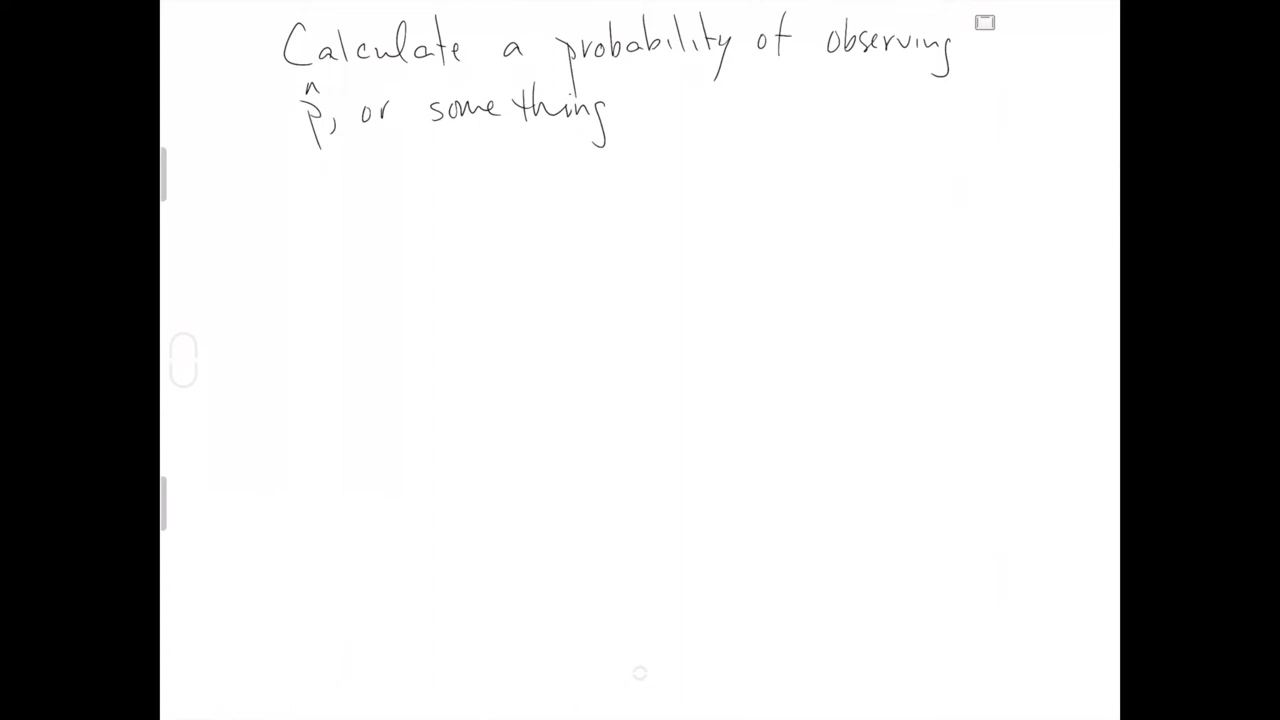 Calculate a probability of observing
p̂, or something